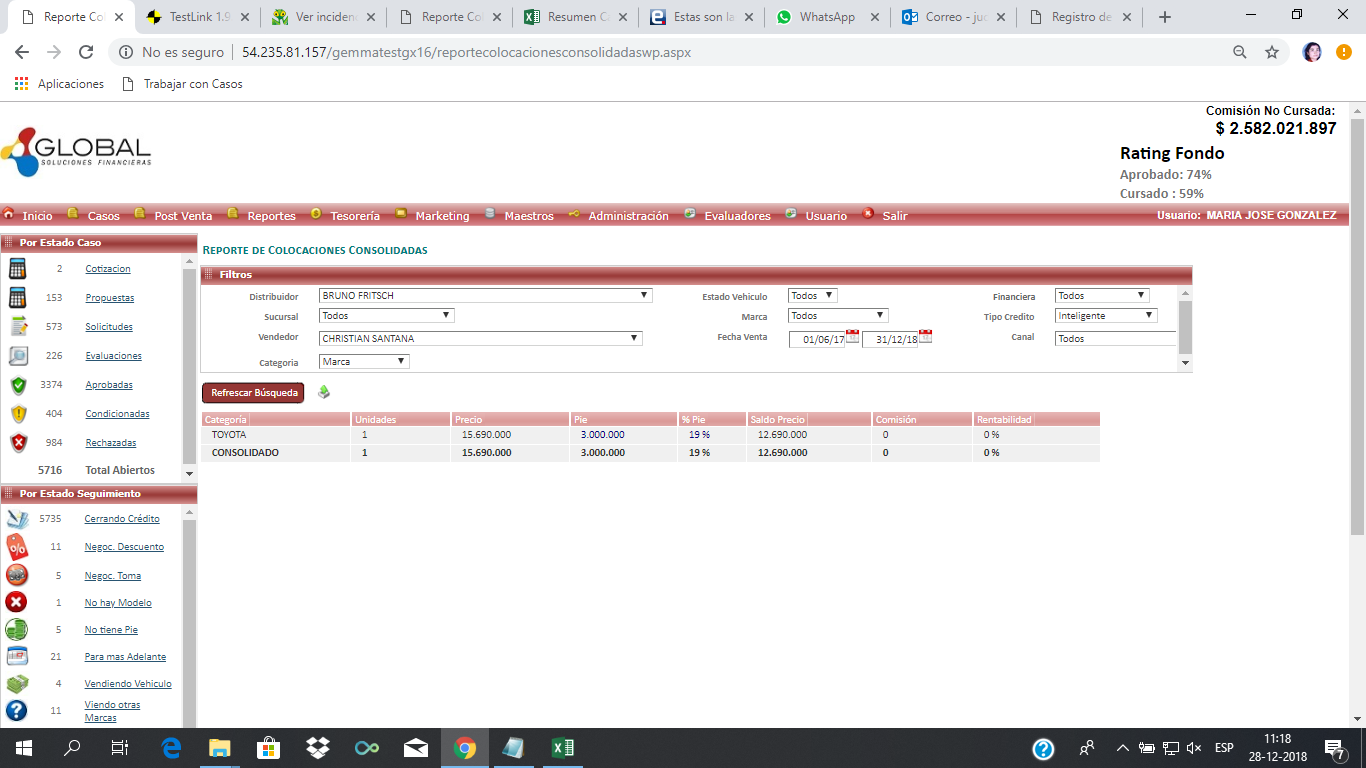 Reporte Co
TestLink 1.9
Ver inciden
Reporte Co
Resumen C
Estas son la
WhatsApp
Correo - juc
Registro de
No es seguro
54.235.81.157/gemmatestgx16/reportecolocacionesconsolidadaswp.aspx
Aplicaciones
Trabajar con Casos
GLOBAL
SOLUCIONES FINANCIERAS
Comisión No Cursada:
$ 2.582.021.897
Rating Fondo
Aprobado: 74%
Cursado : 59%
Inicio Casos Post Venta Reportes Tesorería Marketing Maestros Administración Evaluadores Usuario Salir
Usuario: MARIA JOSE GONZALEZ
Por Estado Caso
2 Cotizacion
153 Propuestas
573 Solicitudes
226 Evaluaciones
3374 Aprobadas
404 Condicionadas
984 Rechazadas
5716 Total Abiertos
Por Estado Seguimiento
5735 Cerrando Crédito
11 Negoc. Descuento
5 Negoc. Toma
1 No hay Modelo
5 No tiene Pie
21 Para mas Adelante
4 Vendiendo Vehiculo
11 Viendo otras
Marcas
REPORTE DE COLOCACIONES CONSOLIDADAS
Filtros
Distribuidor BRUNO FRITSCH Estado Vehiculo Todos Financiera Todos
Sucursal Todos Marca Todos Tipo Credito Inteligente
Vendedor CHRISTIAN SANTANA Fecha Venta 01/06/17 31/12/18 Canal Todos
Categoria Marca
Refrescar Búsqueda
Categoría Unidades Precio Pie % Pie Saldo Precio Comisión Rentabilidad
TOYOTA 1 15.690.000 3.000.000 19 % 12.690.000 0 0 %
CONSOLIDADO 1 15.690.000 3.000.000 19 % 12.690.000 0 0 %
ESP
11:18
28-12-2018
7